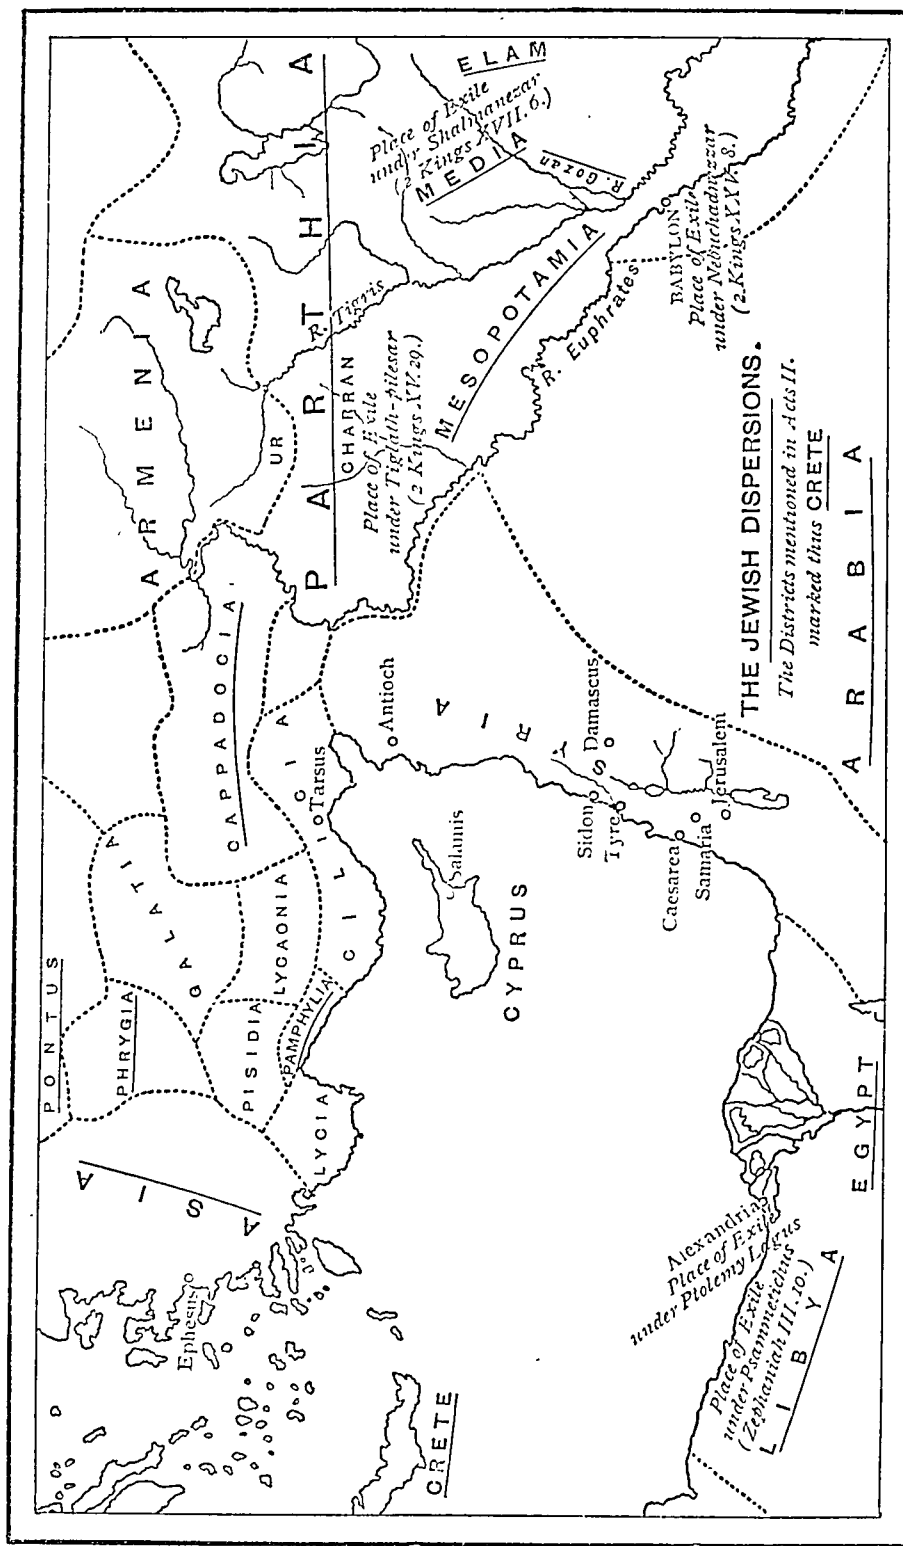 THE JEWISH DISPERSIONS.
The Districts mentioned in Acts II.
marked thus CRETE
PONTUS
ASIA
PHRYGIA
GALATIA
CAPPADOCIA
ARMENIA
PISIDIA
LYCAONIA
PAMPHYLIA
LYCIA
CILICIA
Tarsus
Ephesus
CRETE
CYPRUS
Salamis
UR
PARTHIA
CHARRAN
Place of Exile
under Tiglath-pilesar
(2 Kings XV. 29.)
R. Tigris
ELAM
Place of Exile
under Shalmanezar
(2 Kings XVII. 6.)
MEDIA
R. Gozan
MESOPOTAMIA
R. Euphrates
BABYLON
Place of Exile
under Nebuchadnezzar
(2 Kings XXV. 8.)
Antioch
SYRIA
Damascus
Sidon
Tyre
Caesarea
Samaria
Jerusalem
ARABIA
EGYPT
Alexandria
Place of Exile
under Ptolemy Lagus
Place of Exile
under Psammetichus
(Zephaniah III. 10.)
LIBYA